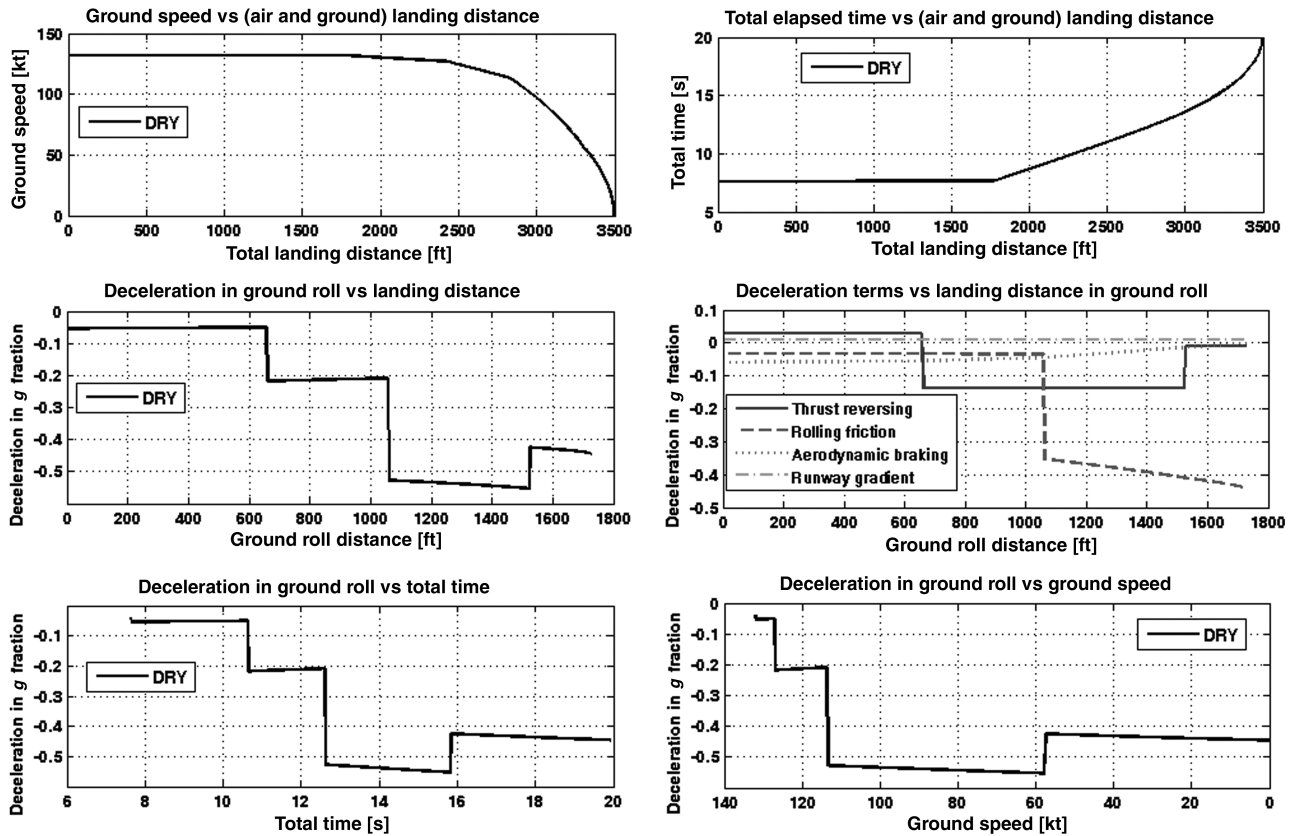 Ground speed vs (air and ground) landing distance
Ground speed [kt]
150
100
50
0
DRY
0 500 1000 1500 2000 2500 3000 3500
Total landing distance [ft]
Total elapsed time vs (air and ground) landing distance
Total time [s]
20
15
10
5
DRY
0 500 1000 1500 2000 2500 3000 3500
Total landing distance [ft]
Deceleration in ground roll vs landing distance
Deceleration in g fraction
0
-0.1
-0.2
-0.3
-0.4
-0.5
DRY
0 200 400 600 800 1000 1200 1400 1600 1800
Ground roll distance [ft]
Deceleration terms vs landing distance in ground roll
Deceleration in g fraction
0.1
0
-0.1
-0.2
-0.3
-0.4
-0.5
Thrust reversing
Rolling friction
Aerodynamic braking
Runway gradient
0 200 400 600 800 1000 1200 1400 1600 1800
Ground roll distance [ft]
Deceleration in ground roll vs total time
Deceleration in g fraction
-0.1
-0.2
-0.3
-0.4
-0.5
DRY
6 8 10 12 14 16 18 20
Total time [s]
Deceleration in ground roll vs ground speed
Deceleration in g fraction
0
-0.1
-0.2
-0.3
-0.4
-0.5
DRY
140 120 100 80 60 40 20 0
Ground speed [kt]